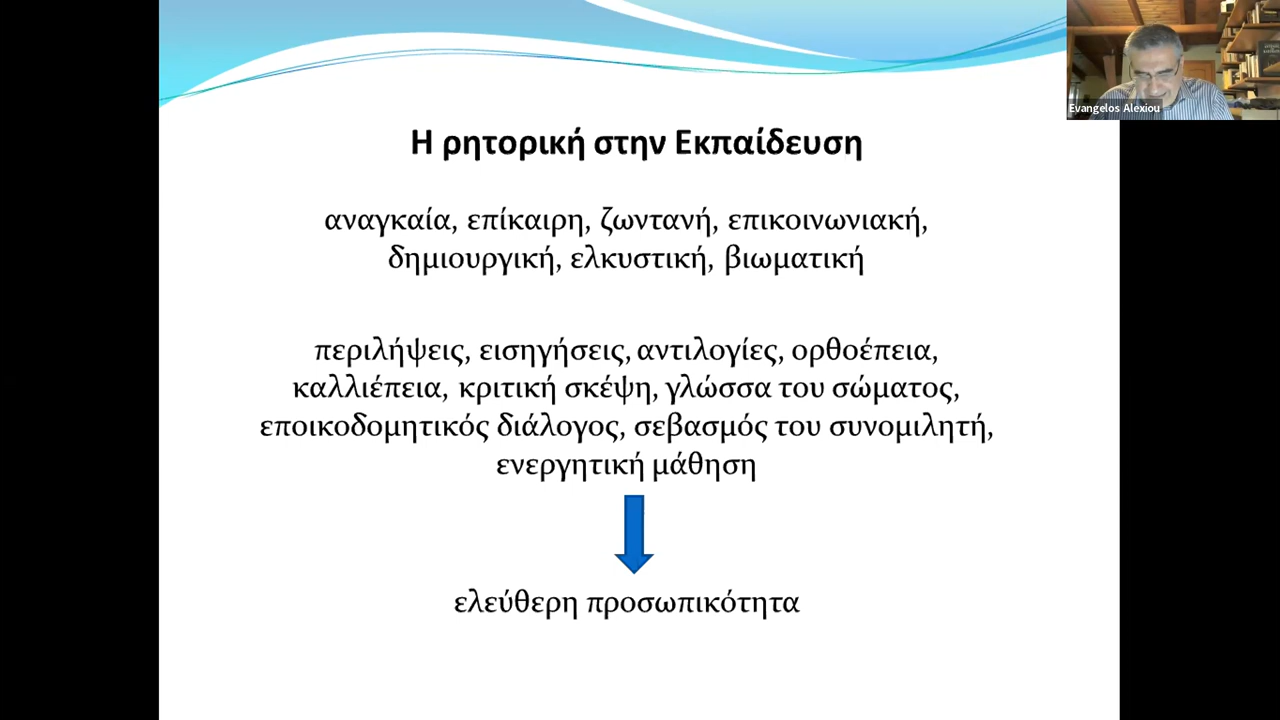 Evangelos Alexiou
Η ρητορική στην Εκπαίδευση
αναγκαία, επίκαιρη, ζωντανή, επικοινωνιακή,
δημιουργική, ελκυστική, βιωματική
περιλήψεις, εισηγήσεις, αντιλογίες, ορθοέπεια,
καλλιέπεια, κριτική σκέψη, γλώσσα του σώματος,
εποικοδομητικός διάλογος, σεβασμός του συνομιλητή,
ενεργητική μάθηση
ελεύθερη προσωπικότητα